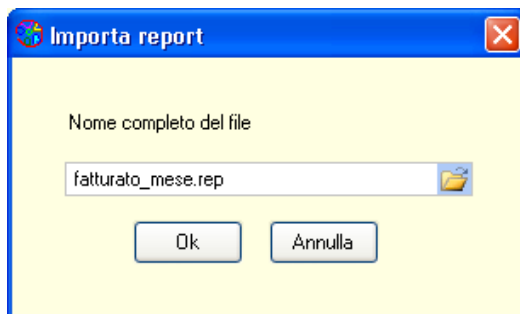 Importa report
Nome completo del file
fatturato_mese.rep
Ok
Annulla